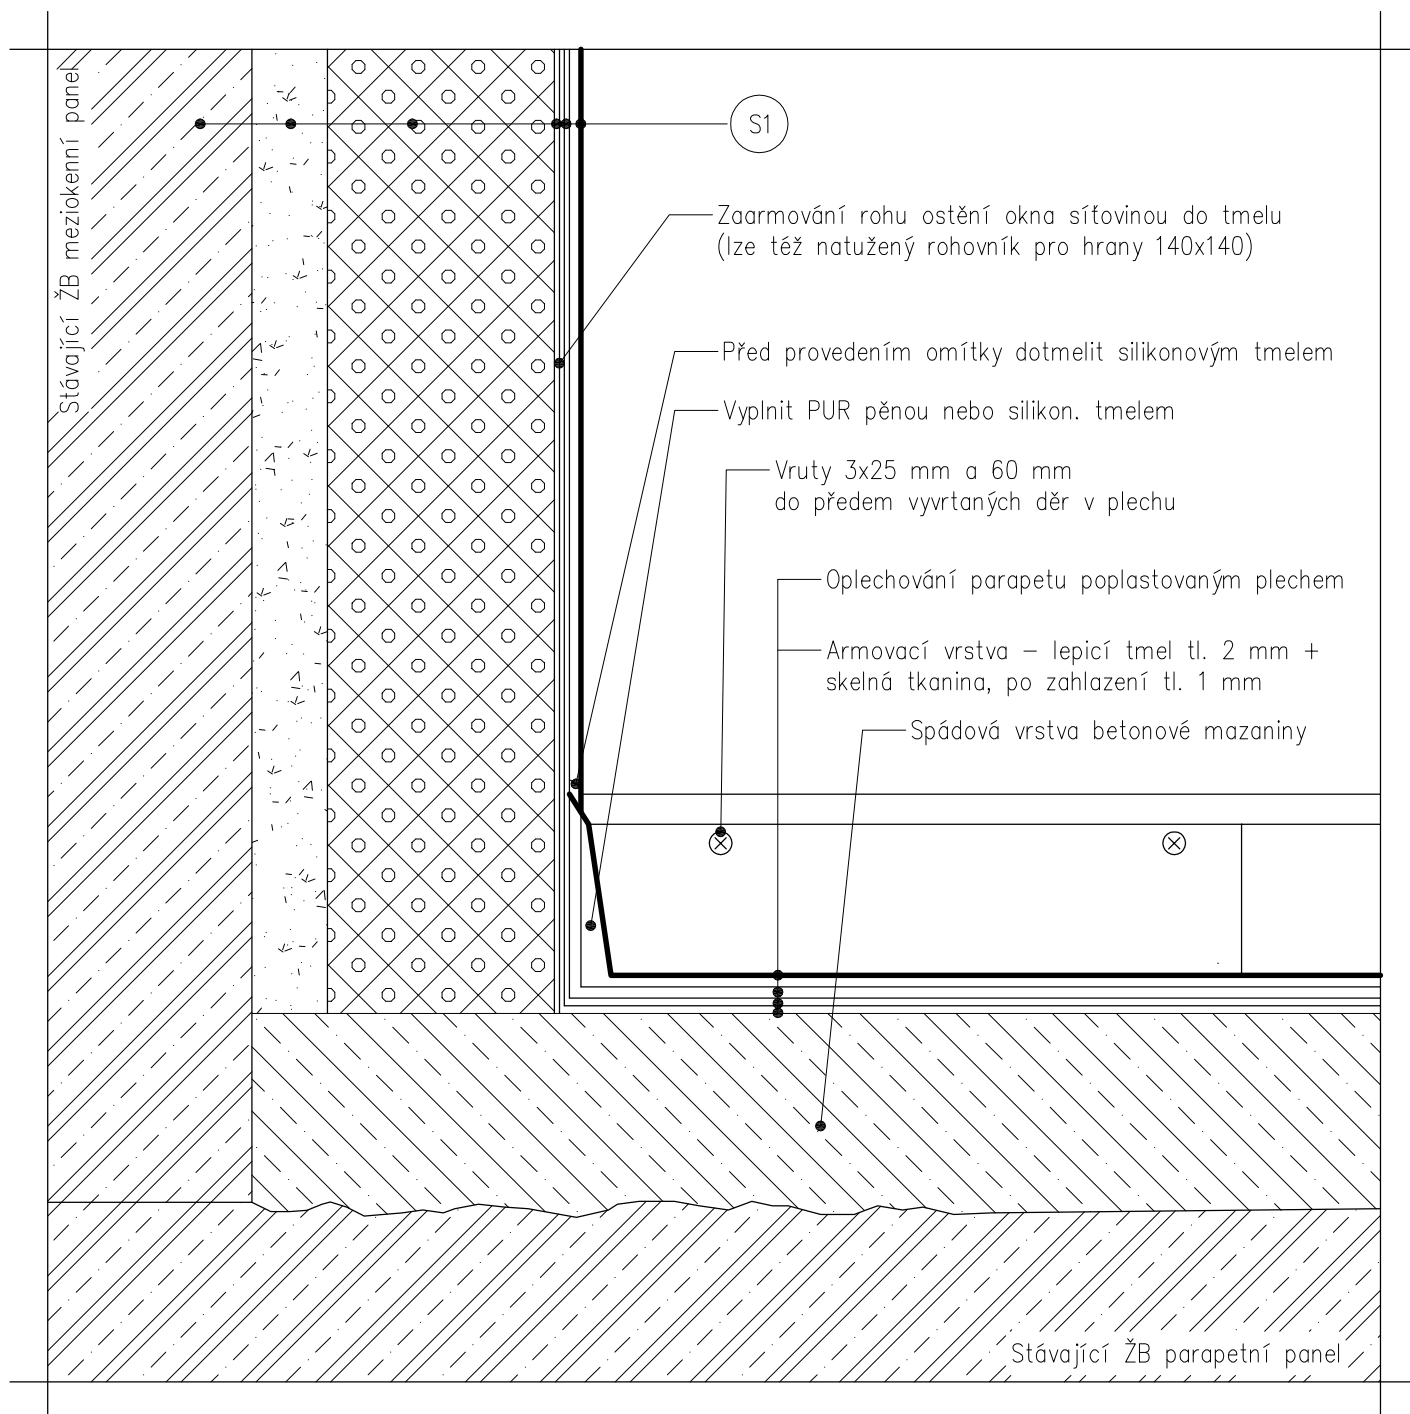 Stávající ŽB meziokenní panel
S1
Zaarmování rohu ostění okna síťovinou do tmelu
(lze též natužený rohovník pro hrany 140x140)
Před provedením omítky dotmelit silikonovým tmelem
Vyplnit PUR pěnou nebo silikon. tmelem
Vruty 3x25 mm a 60 mm
do předem vyvrtaných děr v plechu
Oplechování parapetu poplastovaným plechem
Armovací vrstva – lepicí tmel tl. 2 mm +
skelná tkanina, po zahlazení tl. 1 mm
Spádová vrstva betonové mazaniny
Stávající ŽB parapetní panel